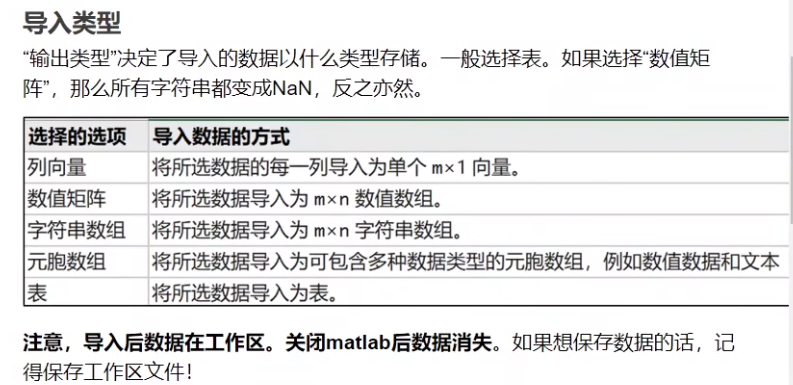 导入类型
“输出类型”决定了导入的数据以什么类型存储。一般选择表。如果选择“数值矩
阵”，那么所有字符串都变成NaN，反之亦然。
选择的选项 导入数据的方式
列向量 将所选数据的每一列导入为单个 m×1 向量。
数值矩阵 将所选数据导入为 m×n 数值数组。
字符串数组 将所选数据导入为 m×n 字符串数组。
元胞数组 将所选数据导入为可包含多种数据类型的元胞数组，例如数值数据和文本
表 将所选数据导入为表。
注意，导入后数据在工作区。关闭matlab后数据消失。如果想保存数据的话，记
得保存工作区文件！